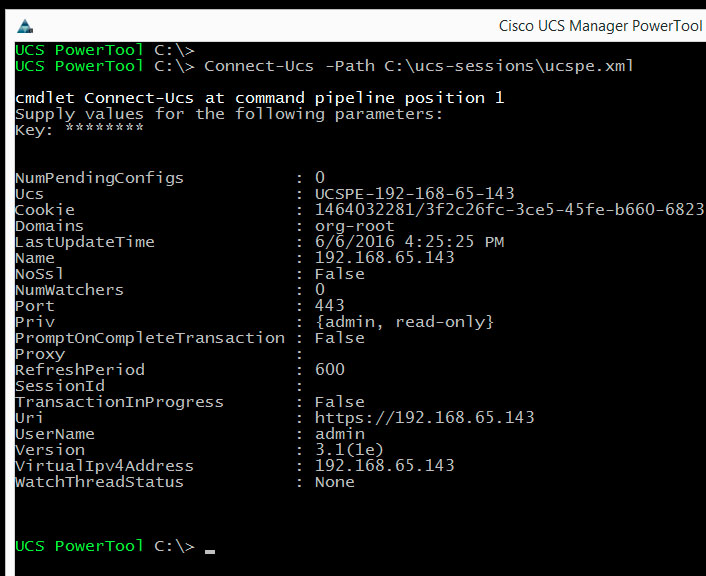 Cisco UCS Manager PowerTool
UCS PowerTool C:\>
UCS PowerTool C:\> Connect-Ucs -Path C:\ucs-sessions\ucspe.xml
cmdlet Connect-Ucs at command pipeline position 1
Supply values for the following parameters:
Key: ********
NumPendingConfigs : 0
Ucs : UCSPE-192-168-65-143
Cookie : 1464032281/3f2c26fc-3ce5-45fe-b660-6823
Domains : org-root
LastUpdateTime : 6/6/2016 4:25:25 PM
Name : 192.168.65.143
NoSsl : False
NumWatchers : 0
Port : 443
Priv : {admin, read-only}
PromptOnCompleteTransaction : False
Proxy :
RefreshPeriod : 600
SessionId :
TransactionInProgress : False
Uri : https://192.168.65.143
UserName : admin
Version : 3.1(1e)
VirtualIpv4Address : 192.168.65.143
WatchThreadStatus : None
UCS PowerTool C:\> _